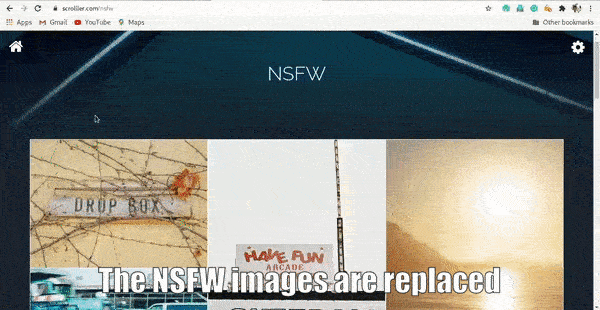 scrolller.com/nsfw
Apps Gmail YouTube Maps Other bookmarks
NSFW
DROP BOX
HAVE FUN
ARCADE
The NSFW images are replaced